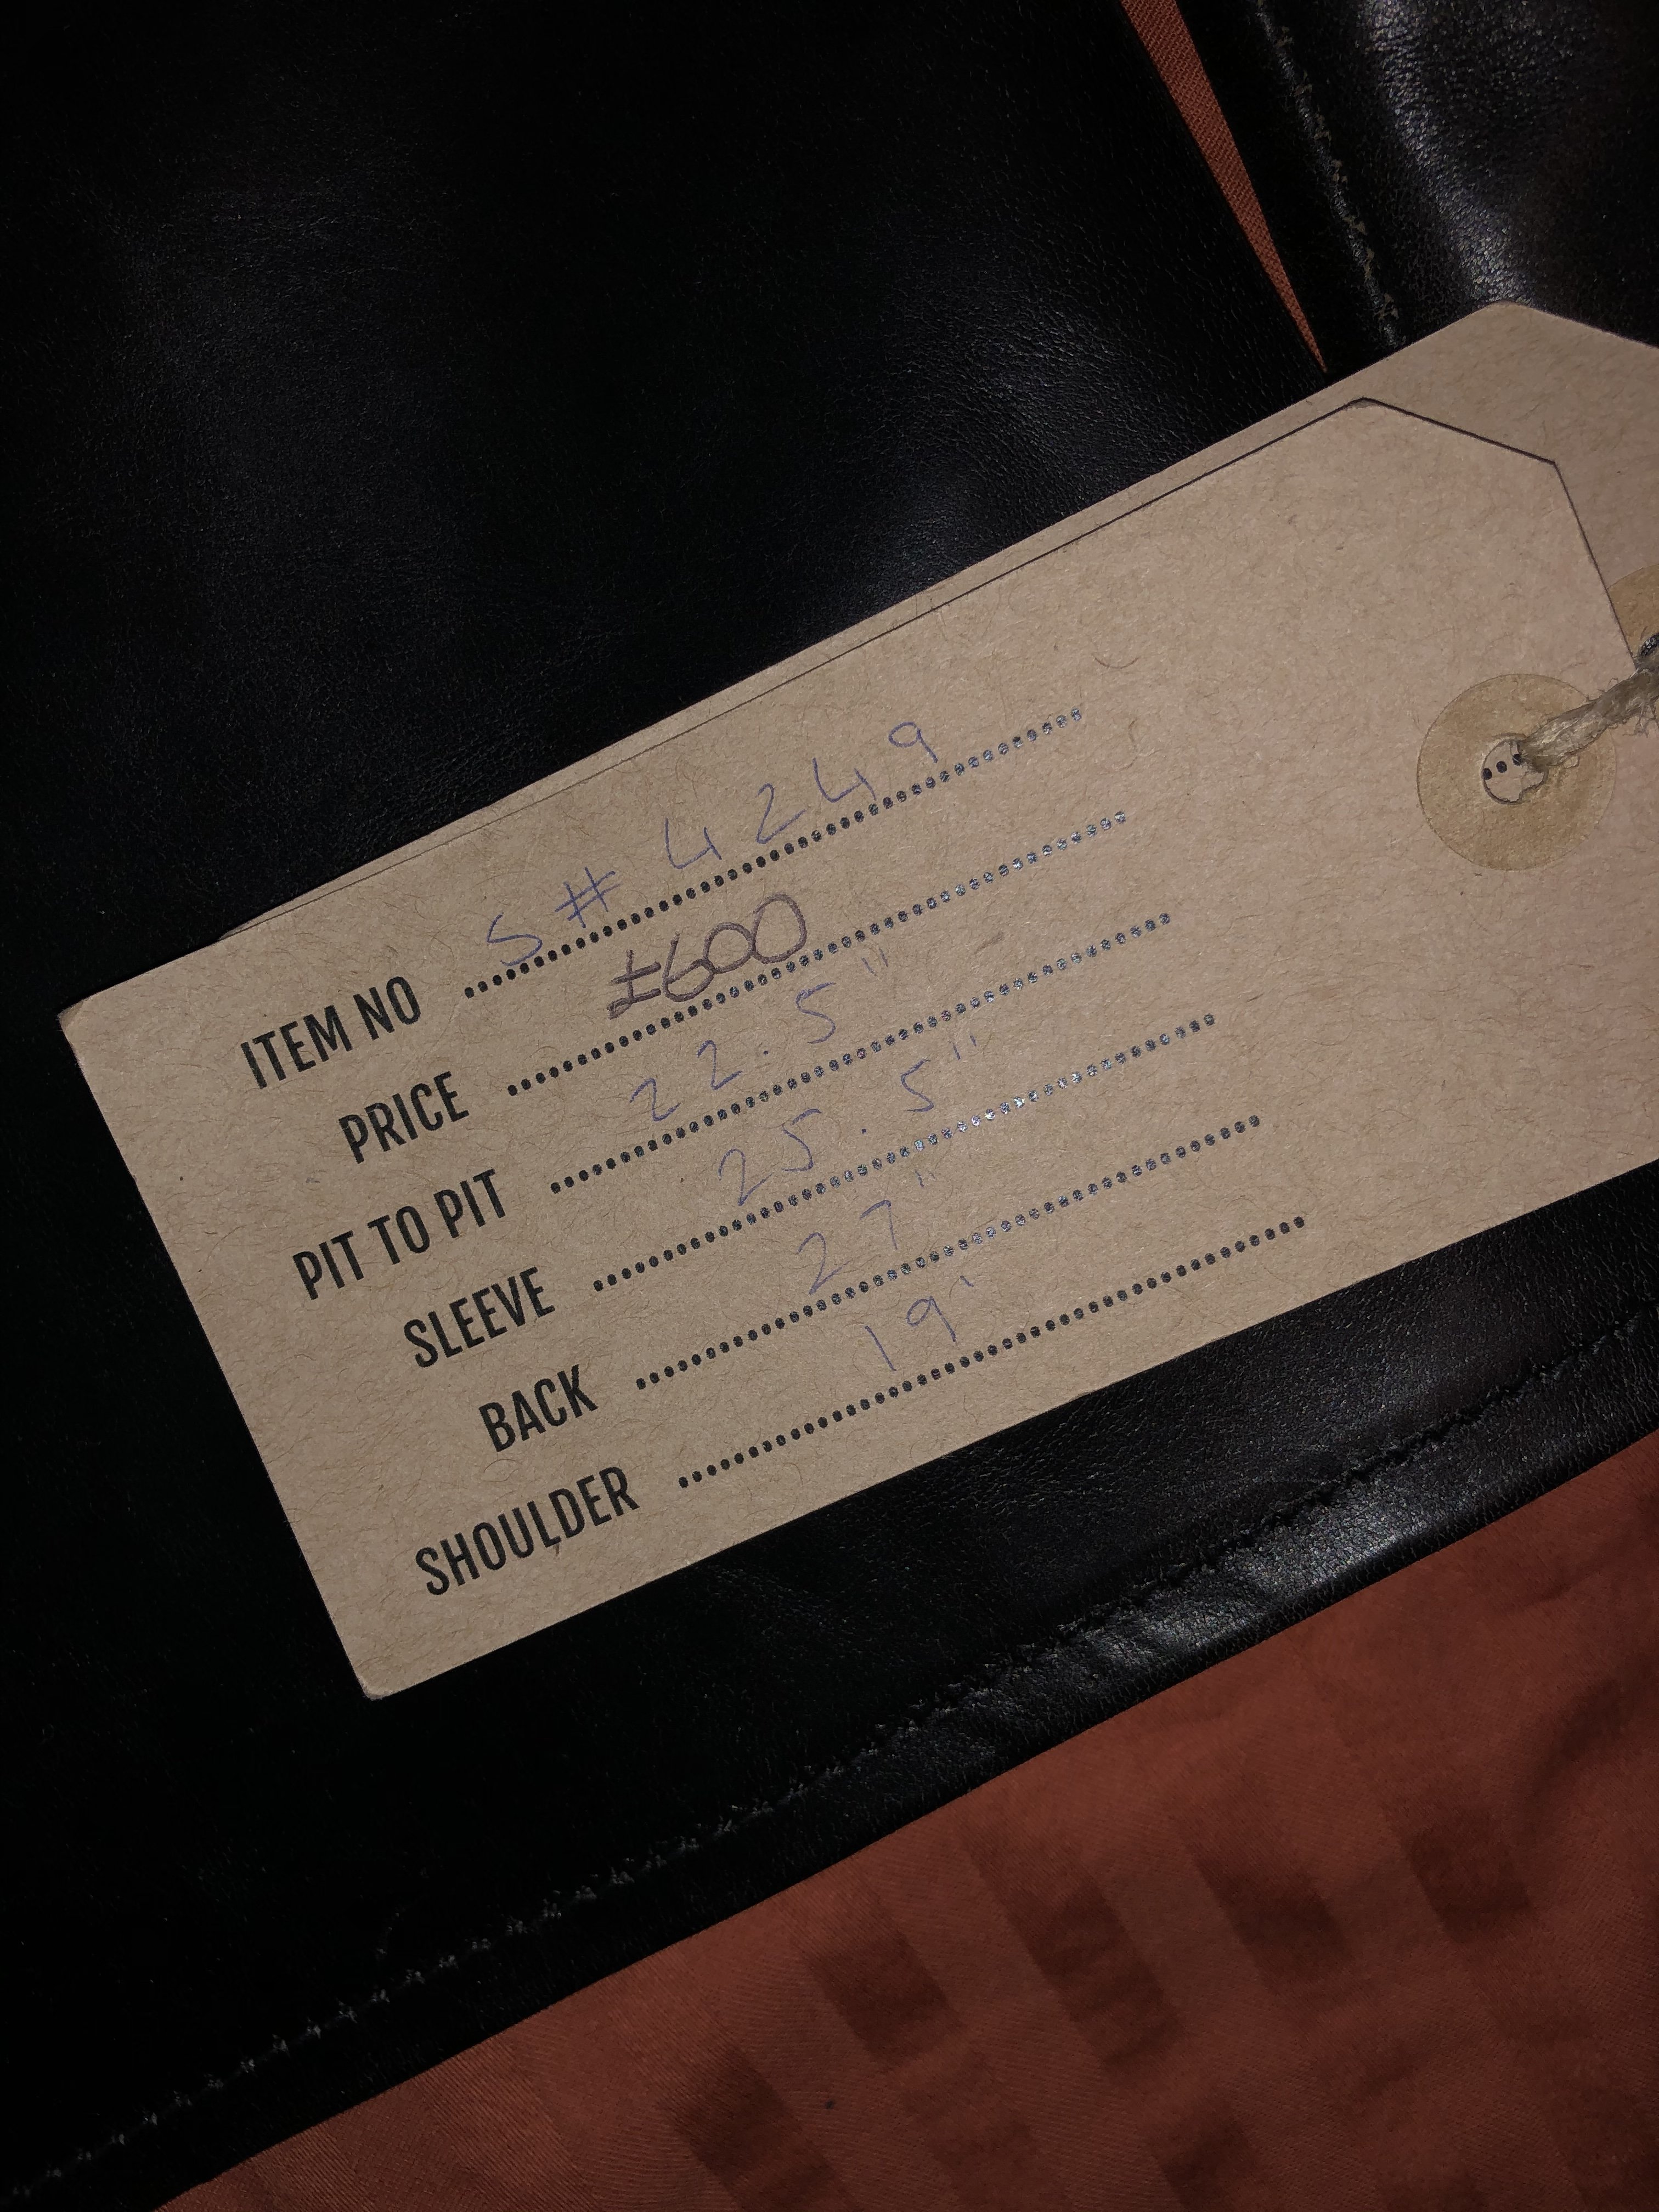 ITEM NO S # 4249
PRICE £600
PIT TO PIT 22.5"
SLEEVE 25.5"
BACK 27"
SHOULDER 19'